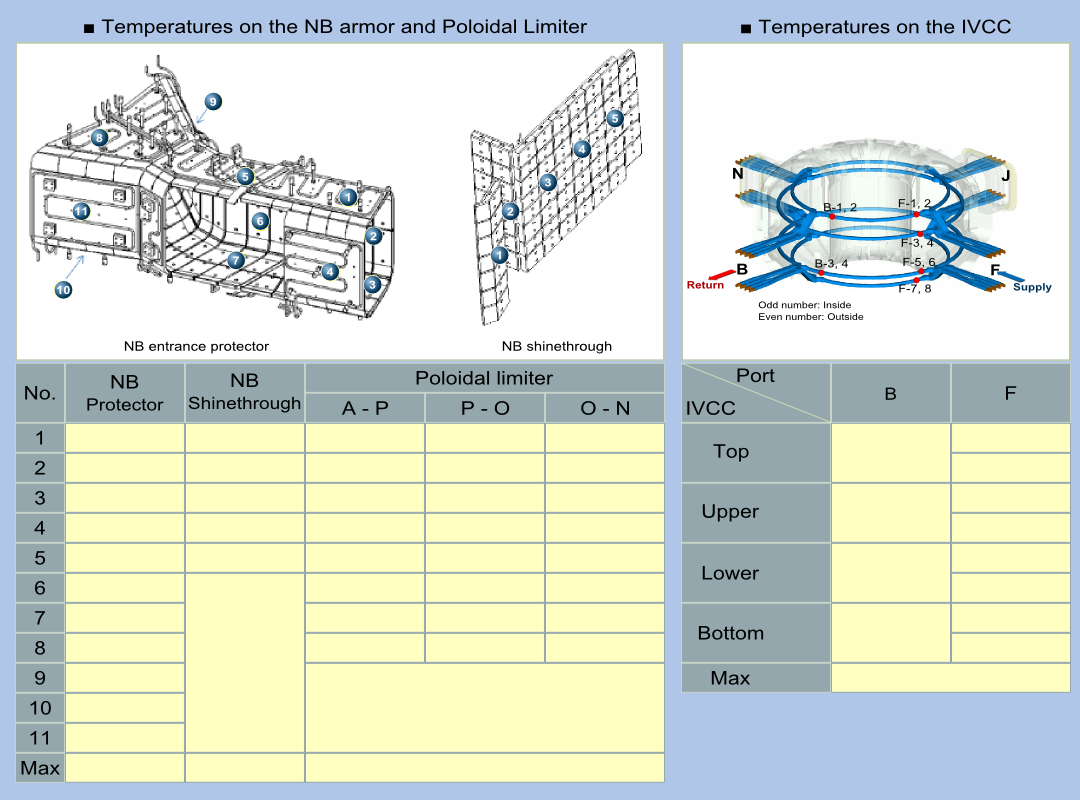 ■ Temperatures on the NB armor and Poloidal Limiter
9
8
5
1
11
6
2
7
4
3
10
NB entrance protector
5
4
3
2
1
NB shinethrough
■ Temperatures on the IVCC
N
J
B-1, 2
F-1, 2
F-3, 4
B-3, 4
F-5, 6
B
F
Return
F-7, 8
Supply
Odd number: Inside
Even number: Outside
No.
NB
Protector
NB
Shinethrough
Poloidal limiter
A - P
P - O
O - N
1
2
3
4
5
6
7
8
9
10
11
Max
Port
IVCC
B
F
Top
Upper
Lower
Bottom
Max